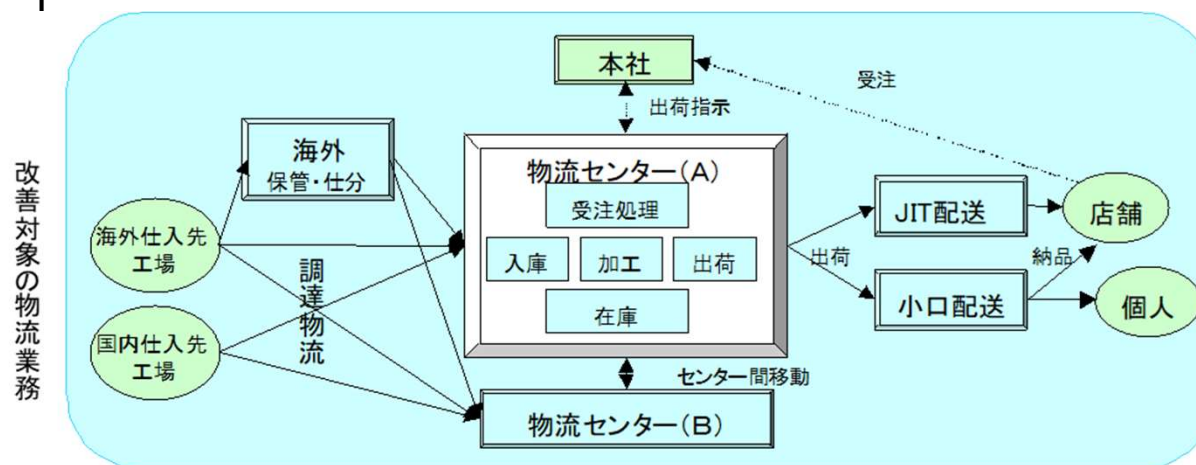 改善対象の物流業務
本社
受注
出荷指示
海外
保管・仕分
物流センター(A)
受注処理
入庫
加工
出荷
在庫
海外仕入先
工場
調達物流
国内仕入先
工場
出荷
JIT配送
店舗
納品
小口配送
個人
センター間移動
物流センター(B)